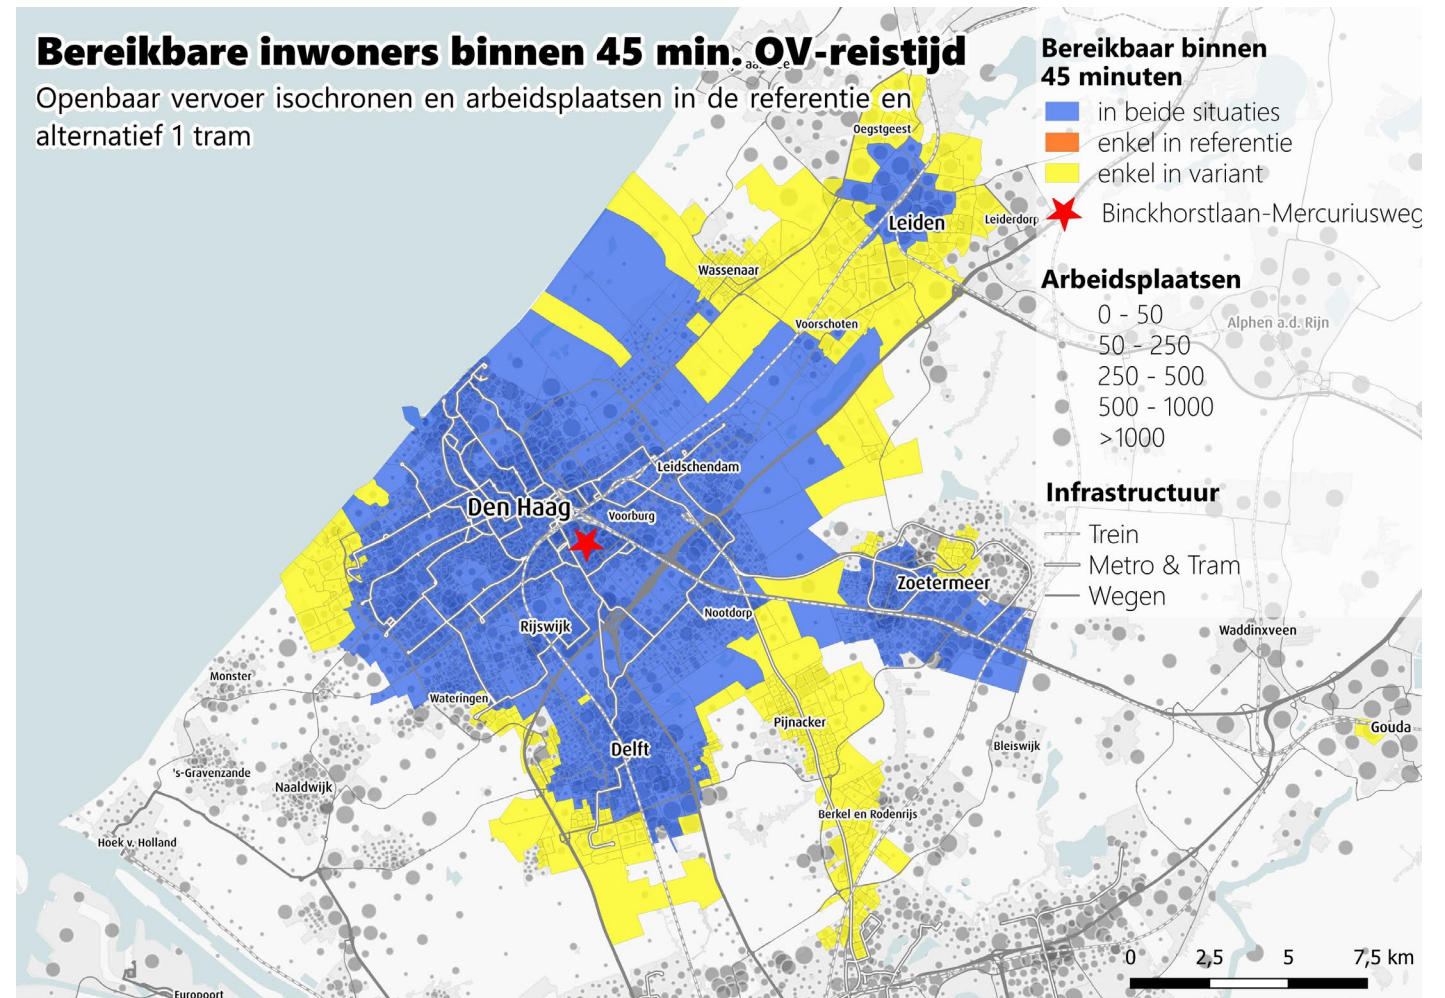 Bereikbare inwoners binnen 45 min. OV-reistijd
Openbaar vervoer isochronen en arbeidsplaatsen in de referentie en
alternatief 1 tram
Bereikbaar binnen
45 minuten
in beide situaties
enkel in referentie
enkel in variant
Binckhorstlaan-Mercuriusweg
Arbeidsplaatsen
0 - 50
50 - 250
250 - 500
500 - 1000
>1000
Infrastructuur
Trein
Metro & Tram
Wegen
Oegstgeest
Leiden
Leiderdorp
Wassenaar
Voorschoten
Alphen a.d. Rijn
Leidschendam
Den Haag
Voorburg
Zoetermeer
Nootdorp
Rijswijk
Waddinxveen
Monster
Wateringen
Pijnacker
Gouda
Delft
Bleiswijk
's-Gravenzande
Naaldwijk
Berkel en Rodenrijs
Hoek v. Holland
Europoort
0 2,5 5 7,5 km